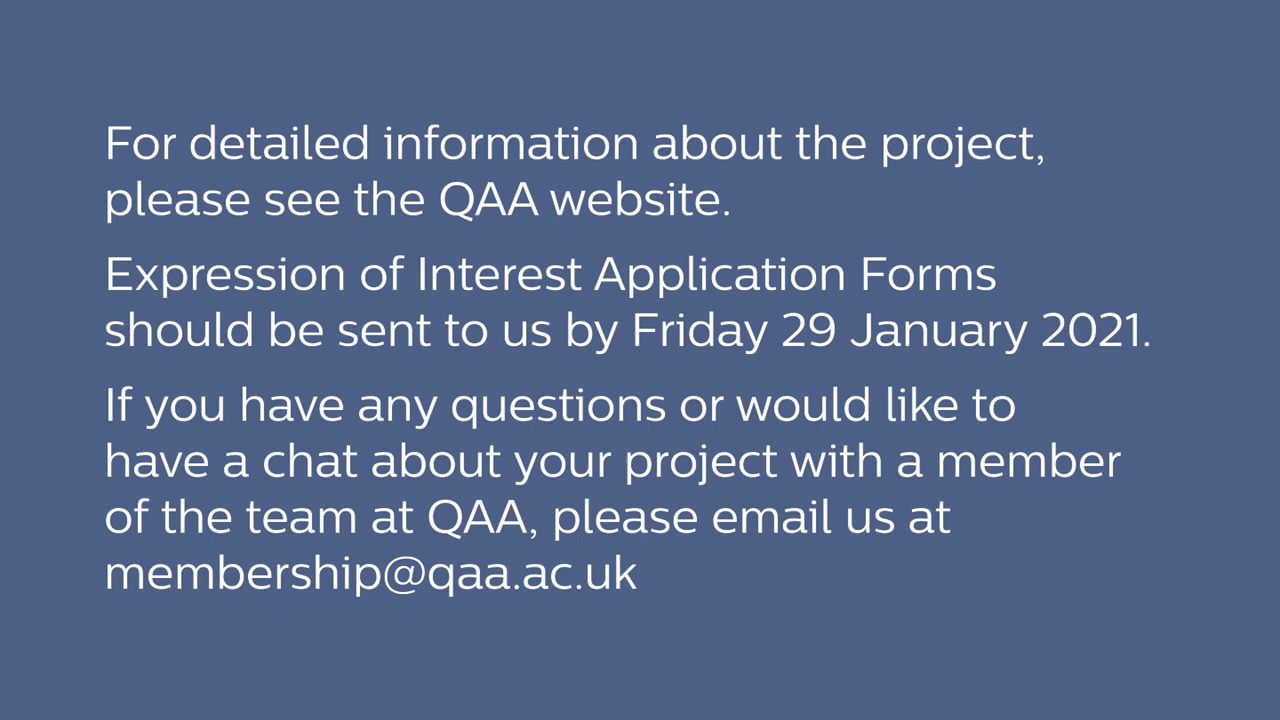 For detailed information about the project,
please see the QAA website.
Expression of Interest Application Forms
should be sent to us by Friday 29 January 2021.
If you have any questions or would like to
have a chat about your project with a member
of the team at QAA, please email us at
membership@qaa.ac.uk